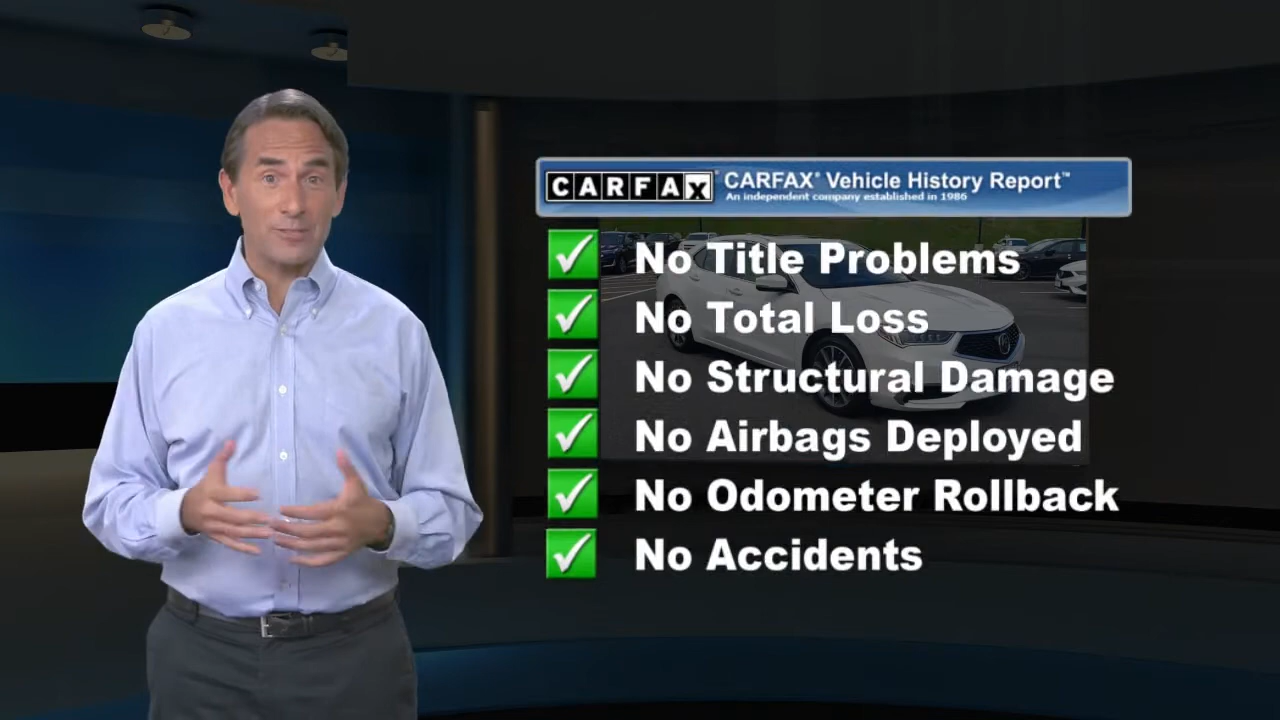 CARFAX® CARFAX® Vehicle History Report™
An independent company established in 1986
No Title Problems
No Total Loss
No Structural Damage
No Airbags Deployed
No Odometer Rollback
No Accidents